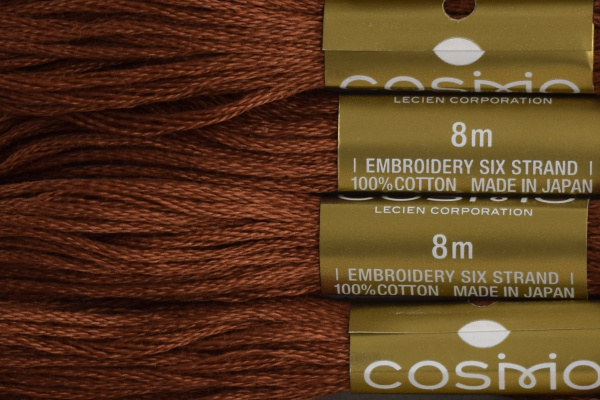 COSMO
LECIEN CORPORATION
8m
EMBROIDERY SIX STRAND
100%COTTON MADE IN JAPAN
COSMO
LECIEN CORPORATION
8m
EMBROIDERY SIX STRAND
100%COTTON MADE IN JAPAN
COSMO